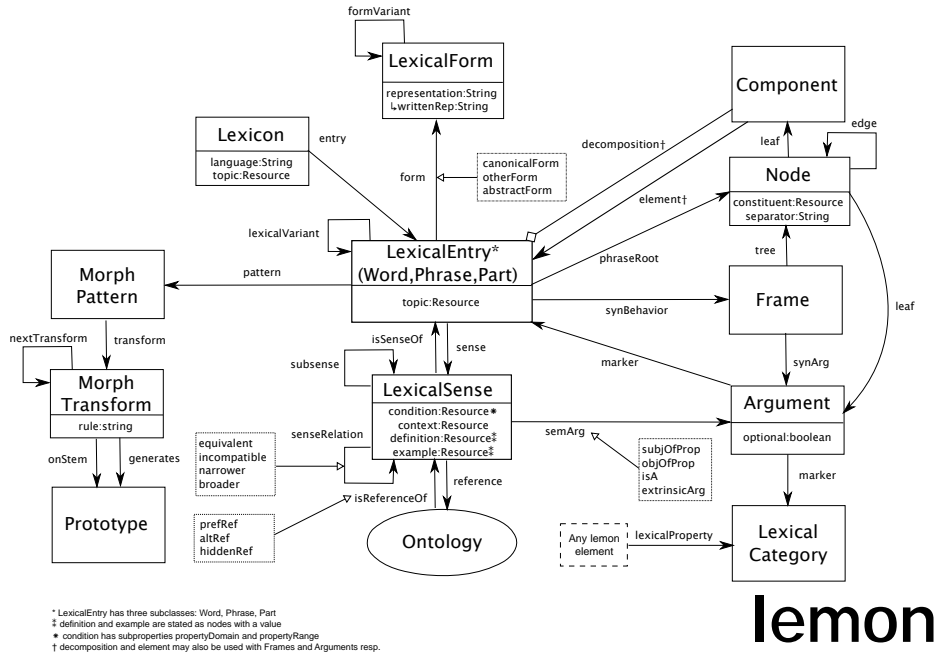 formVariant
LexicalForm
representation:String
↳writtenRep:String
Component
Lexicon
language:String
topic:Resource
entry
form
canonicalForm
otherForm
abstractForm
decomposition†
element†
leaf
edge
Node
constituent:Resource
separator:String
lexicalVariant
LexicalEntry*
(Word,Phrase,Part)
topic:Resource
phraseRoot
tree
Morph
Pattern
pattern
synBehavior
Frame
leaf
nextTransform
transform
isSenseOf
sense
subsense
marker
synArg
Morph
Transform
rule:string
LexicalSense
condition:Resource✱
context:Resource
definition:Resource‡
example:Resource‡
Argument
optional:boolean
senseRelation
equivalent
incompatible
narrower
broader
semArg
subjOfProp
objOfProp
isA
extrinsicArg
onStem
generates
marker
isReferenceOf
reference
prefRef
altRef
hiddenRef
Prototype
Ontology
Any lemon
element
lexicalProperty
Lexical
Category
* LexicalEntry has three subclasses: Word, Phrase, Part
‡ definition and example are stated as nodes with a value
✱ condition has subproperties propertyDomain and propertyRange
† decomposition and element may also be used with Frames and Arguments resp.
lemon